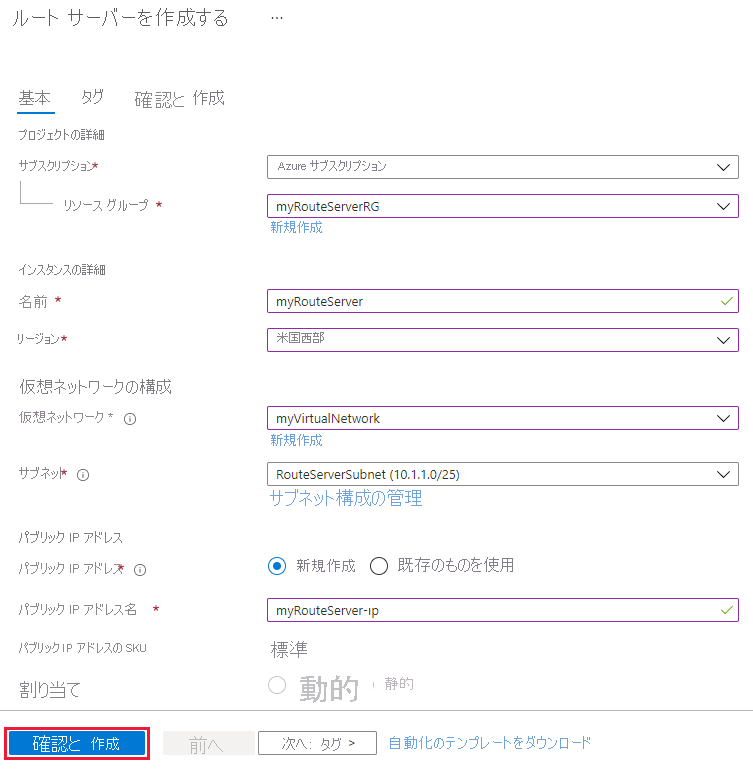 ルート サーバーを作成する ...
基本 タグ 確認と 作成
プロジェクトの詳細
サブスクリプション* Azure サブスクリプション
リソース グループ * myRouteServerRG
新規作成
インスタンスの詳細
名前 * myRouteServer
リージョン* 米国西部
仮想ネットワークの構成
仮想ネットワーク * myVirtualNetwork
新規作成
サブネット* RouteServerSubnet (10.1.1.0/25)
サブネット構成の管理
パブリック IP アドレス
パブリック IP アドレス* 新規作成 既存のものを使用
パブリック IP アドレス名 * myRouteServer-ip
パブリック IP アドレスの SKU 標準
割り当て 動的 静的
確認と 作成 前へ 次へ: タグ > 自動化のテンプレートをダウンロード